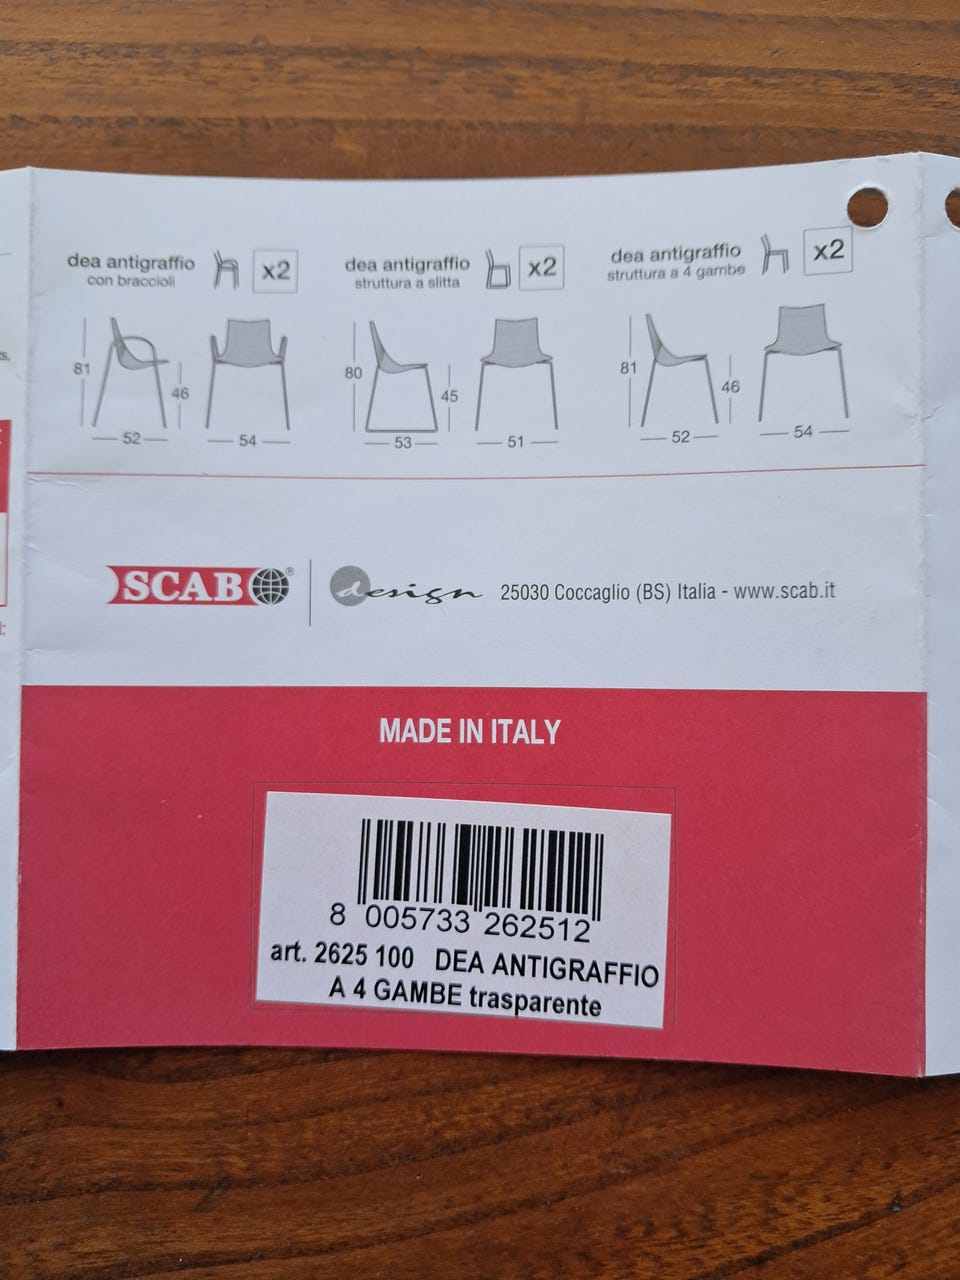 dea antigraffio
con braccioli
x2
81
46
52
54
dea antigraffio
struttura a slitta
x2
80
45
53
51
dea antigraffio
struttura a 4 gambe
x2
81
46
52
54
SCAB®
design
25030 Coccaglio (BS) Italia - www.scab.it
MADE IN ITALY
8 005733 262512
art. 2625 100 DEA ANTIGRAFFIO
A 4 GAMBE trasparente